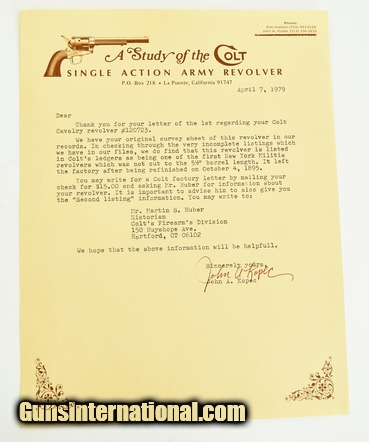 A Study of the COLT
SINGLE ACTION ARMY REVOLVER
P.O. Box 216 • La Puente, California 91747
Phones:
April 7, 1979
Dear
Thank you for your letter of the 1st regarding your Colt
Cavalry revolver #120723.
We have your original survey sheet of this revolver in our
records. In checking through the very incomplete listings which
we have in our files, we do find that this revolver is listed
in Colt's ledgers as being one of the first New York Militia
revolvers which was not cut to the 5½" barrel length. It left
the factory after being refinished on October 4, 1895.
You may write for a Colt factory letter by mailing your
check for $15.00 and asking Mr. Huber for information about
your revolver. It is important to advise him to also give you
the "Second listing" information. You may write to:
Mr. Martin S. Huber
Historian
Colt's Firearm's Division
150 Huyshope Ave.
Hartford, CT 06102
We hope that the above information will be helpfull.
Sincerely yours,
John A Kopec
John A. Kopec
GunsInternational.com